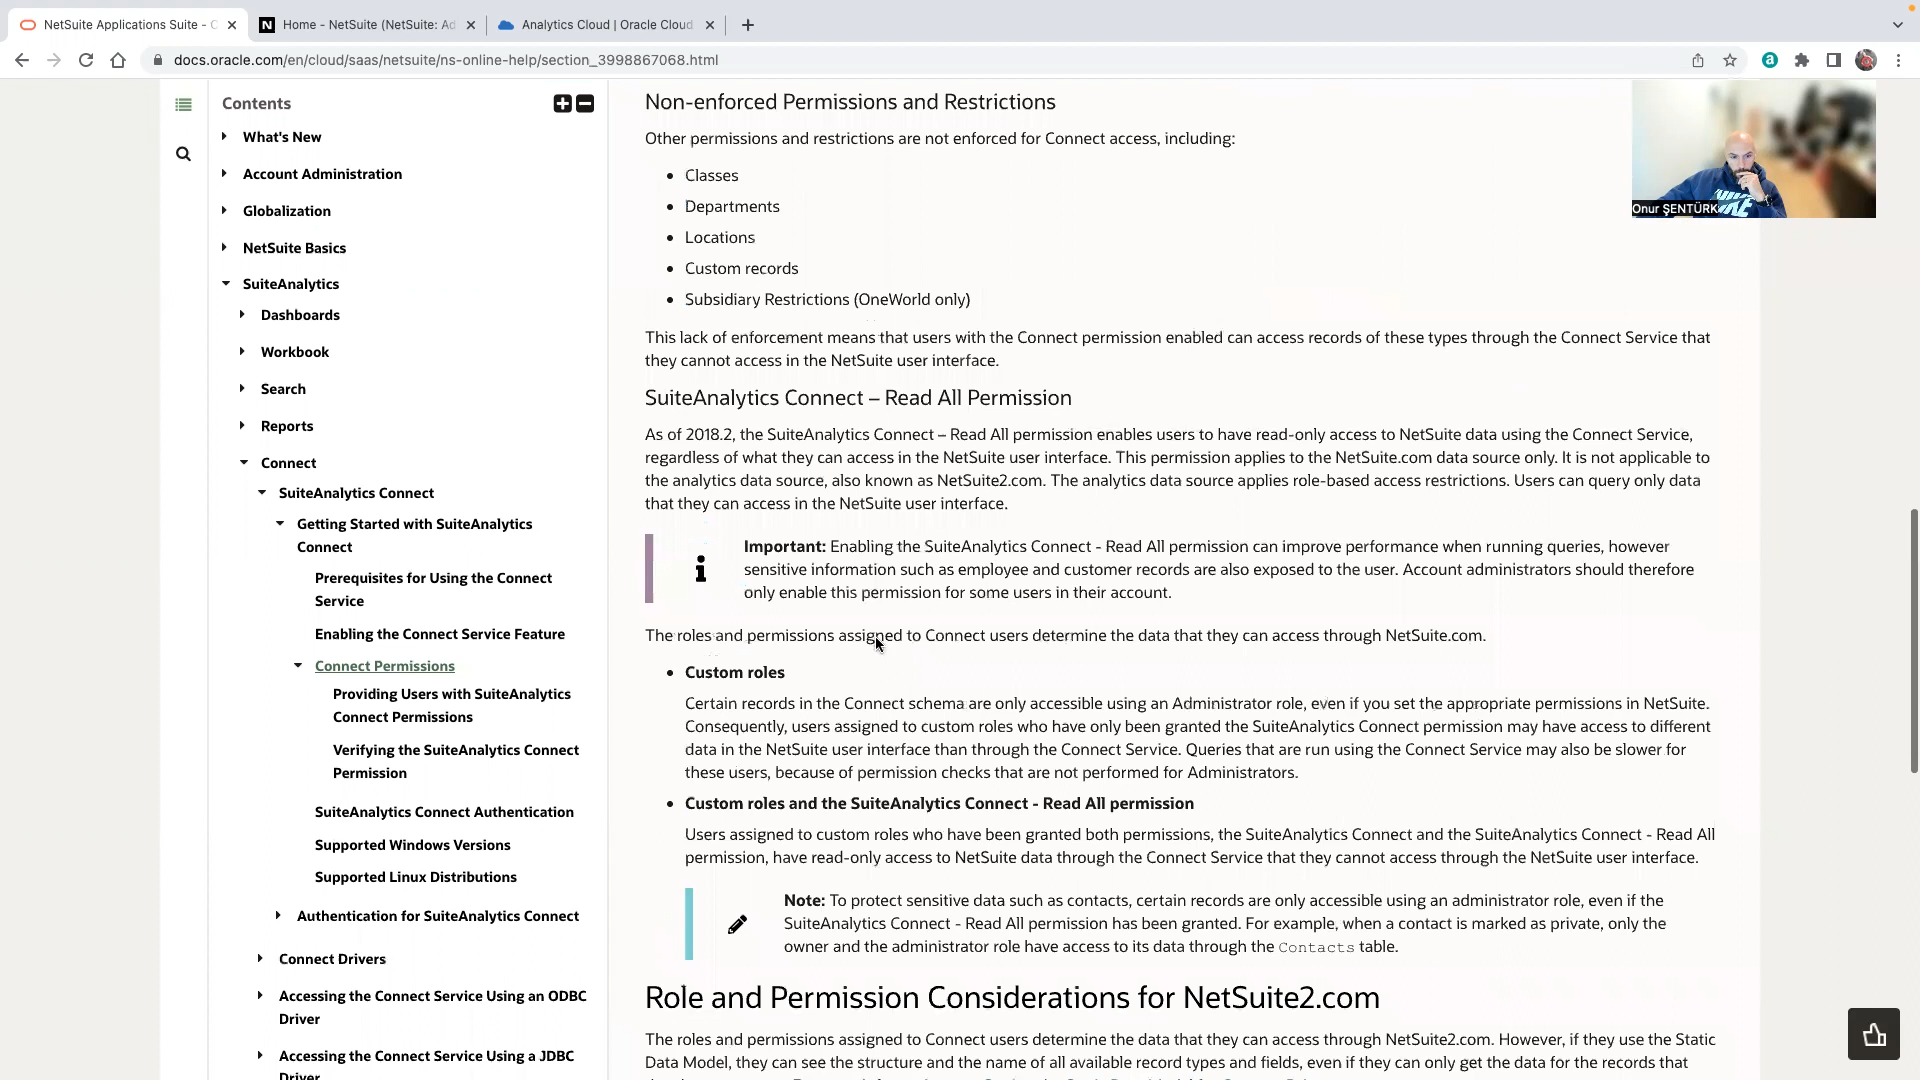 NetSuite Applications Suite - C
Home - NetSuite (NetSuite: Ad
Analytics Cloud | Oracle Cloud
docs.oracle.com/en/cloud/saas/netsuite/ns-online-help/section_3998867068.html
Contents
What's New
Account Administration
Globalization
NetSuite Basics
SuiteAnalytics
Dashboards
Workbook
Search
Reports
Connect
SuiteAnalytics Connect
Getting Started with SuiteAnalytics
Connect
Prerequisites for Using the Connect
Service
Enabling the Connect Service Feature
Connect Permissions
Providing Users with SuiteAnalytics
Connect Permissions
Verifying the SuiteAnalytics Connect
Permission
SuiteAnalytics Connect Authentication
Supported Windows Versions
Supported Linux Distributions
Authentication for SuiteAnalytics Connect
Connect Drivers
Accessing the Connect Service Using an ODBC
Driver
Accessing the Connect Service Using a JDBC
Driver
Non-enforced Permissions and Restrictions
Other permissions and restrictions are not enforced for Connect access, including:
• Classes
• Departments
• Locations
• Custom records
• Subsidiary Restrictions (OneWorld only)
This lack of enforcement means that users with the Connect permission enabled can access records of these types through the Connect Service that
they cannot access in the NetSuite user interface.
SuiteAnalytics Connect – Read All Permission
As of 2018.2, the SuiteAnalytics Connect – Read All permission enables users to have read-only access to NetSuite data using the Connect Service,
regardless of what they can access in the NetSuite user interface. This permission applies to the NetSuite.com data source only. It is not applicable to
the analytics data source, also known as NetSuite2.com. The analytics data source applies role-based access restrictions. Users can query only data
that they can access in the NetSuite user interface.
Important: Enabling the SuiteAnalytics Connect - Read All permission can improve performance when running queries, however
sensitive information such as employee and customer records are also exposed to the user. Account administrators should therefore
only enable this permission for some users in their account.
The roles and permissions assigned to Connect users determine the data that they can access through NetSuite.com.
• Custom roles
Certain records in the Connect schema are only accessible using an Administrator role, even if you set the appropriate permissions in NetSuite.
Consequently, users assigned to custom roles who have only been granted the SuiteAnalytics Connect permission may have access to different
data in the NetSuite user interface than through the Connect Service. Queries that are run using the Connect Service may also be slower for
these users, because of permission checks that are not performed for Administrators.
• Custom roles and the SuiteAnalytics Connect - Read All permission
Users assigned to custom roles who have been granted both permissions, the SuiteAnalytics Connect and the SuiteAnalytics Connect - Read All
permission, have read-only access to NetSuite data through the Connect Service that they cannot access through the NetSuite user interface.
Note: To protect sensitive data such as contacts, certain records are only accessible using an administrator role, even if the
SuiteAnalytics Connect - Read All permission has been granted. For example, when a contact is marked as private, only the
owner and the administrator role have access to its data through the Contacts table.
Role and Permission Considerations for NetSuite2.com
The roles and permissions assigned to Connect users determine the data that they can access through NetSuite2.com. However, if they use the Static
Data Model, they can see the structure and the name of all available record types and fields, even if they can only get the data for the records that
Onur ŞENTÜRK